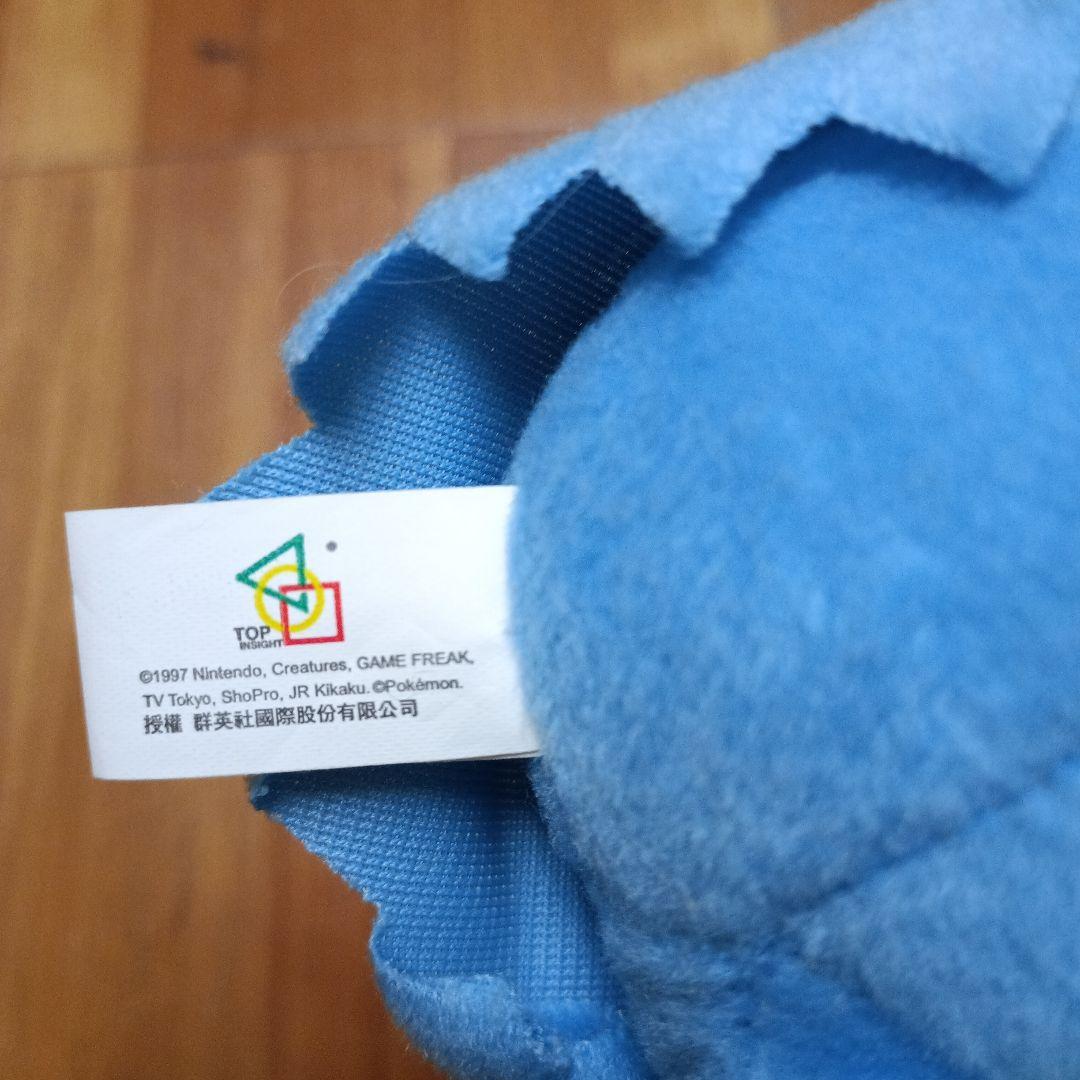 TOP
INSIGHT
©1997 Nintendo, Creatures, GAME FREAK,
TV Tokyo, ShoPro, JR Kikaku. ©Pokémon.
授權 群英社國際股份有限公司